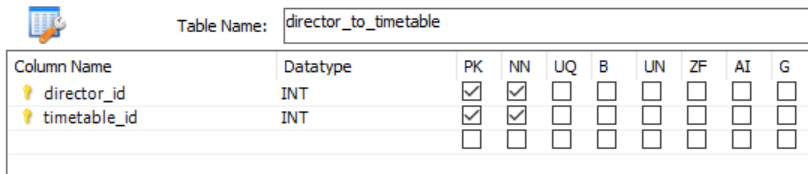 Table Name: director_to_timetable
Column Name Datatype PK NN UQ B UN ZF AI G
director_id INT
timetable_id INT